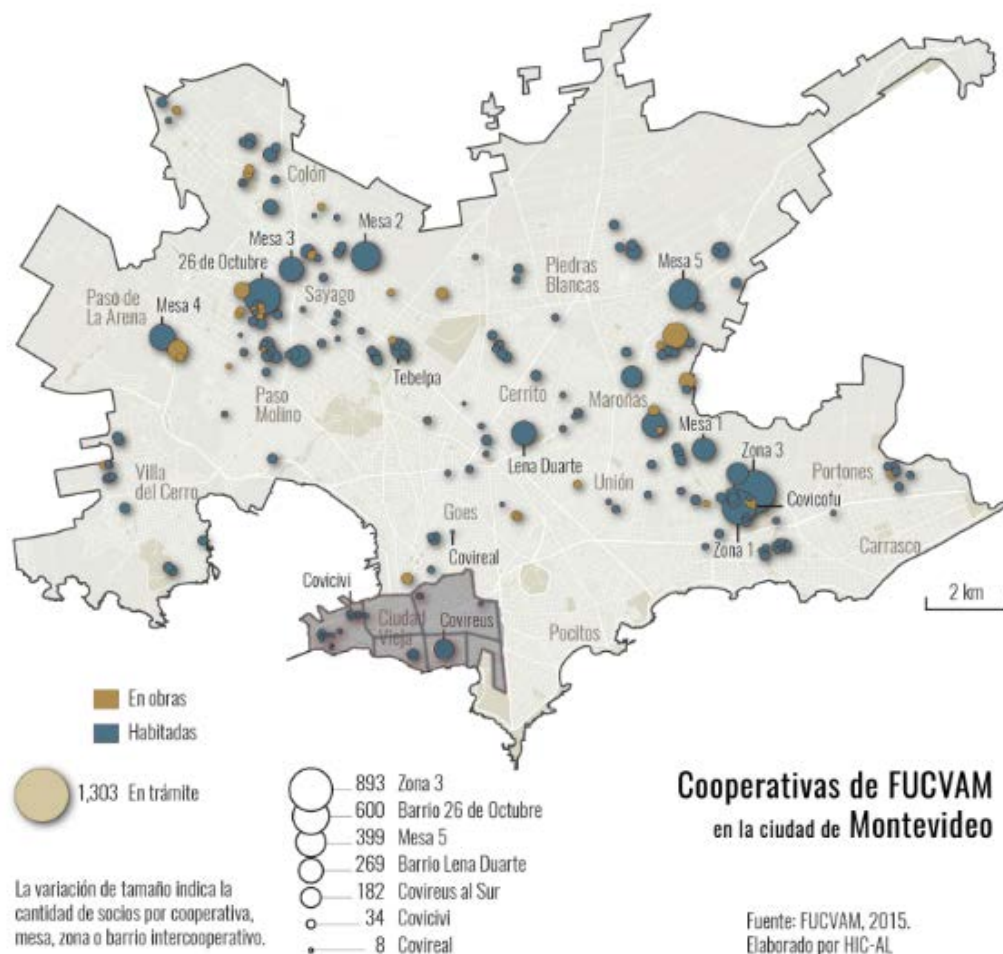 Colón
Mesa 2
Mesa 3
26 de Octubre
Sayago
Piedras
Blancas
Mesa 5
Paso de
La Arena
Mesa 4
Tebelpa
Paso
Molino
Cerrito
Maroñas
Mesa 1
Zona 3
Lena Duarte
Villa
del Cerro
Unión
Portones
Covicofu
Goes
Covireal
Zona 1
Carrasco
Covicivi
Ciudad
Vieja
Covireus
Pocitos
2 km
En obras
Habitadas
1,303 En trámite
893 Zona 3
600 Barrio 26 de Octubre
399 Mesa 5
269 Barrio Lena Duarte
182 Covireus al Sur
34 Covicivi
8 Covireal
La variación de tamaño indica la
cantidad de socios por cooperativa,
mesa, zona o barrio intercooperativo.
Cooperativas de FUCVAM
en la ciudad de Montevideo
Fuente: FUCVAM, 2015.
Elaborado por HIC-AL